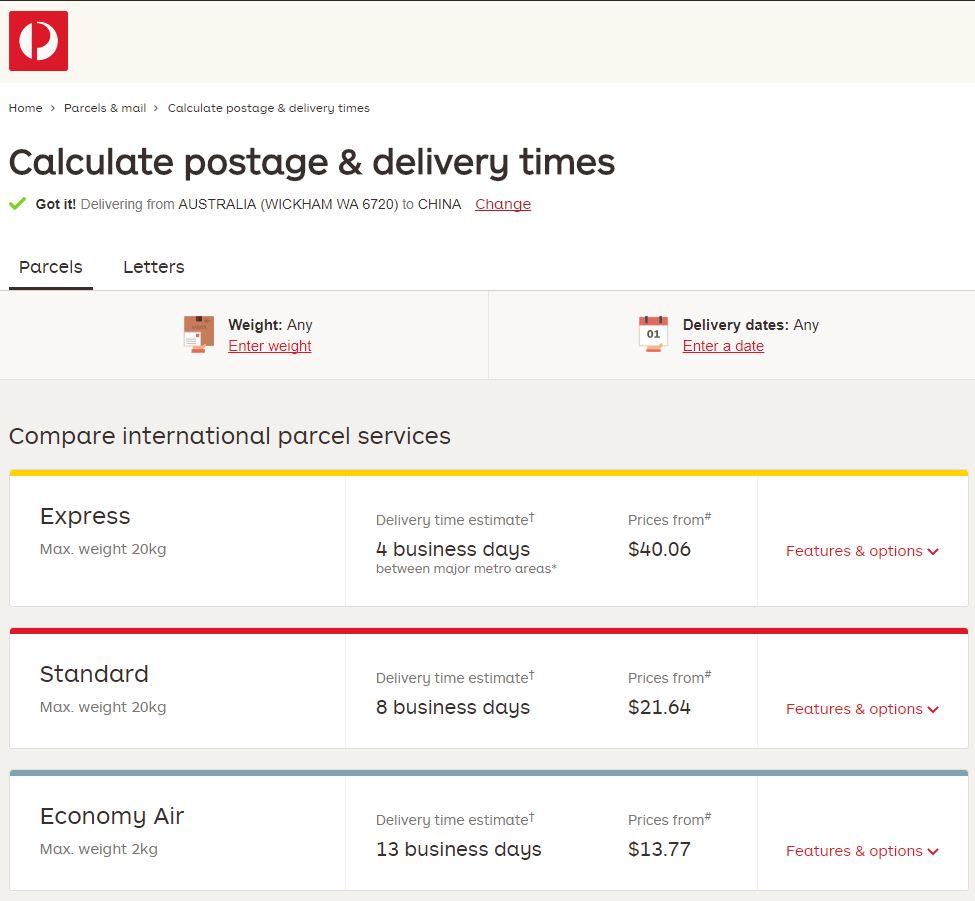 Home > Parcels & mail > Calculate postage & delivery times
Calculate postage & delivery times
Got it! Delivering from AUSTRALIA (WICKHAM WA 6720) to CHINA Change
Parcels Letters
Weight: Any
Enter weight
01
Delivery dates: Any
Enter a date
Compare international parcel services
Express
Max. weight 20kg
Delivery time estimate†
4 business days
between major metro areas*
Prices from#
$40.06
Features & options
Standard
Max. weight 20kg
Delivery time estimate†
8 business days
Prices from#
$21.64
Features & options
Economy Air
Max. weight 2kg
Delivery time estimate†
13 business days
Prices from#
$13.77
Features & options